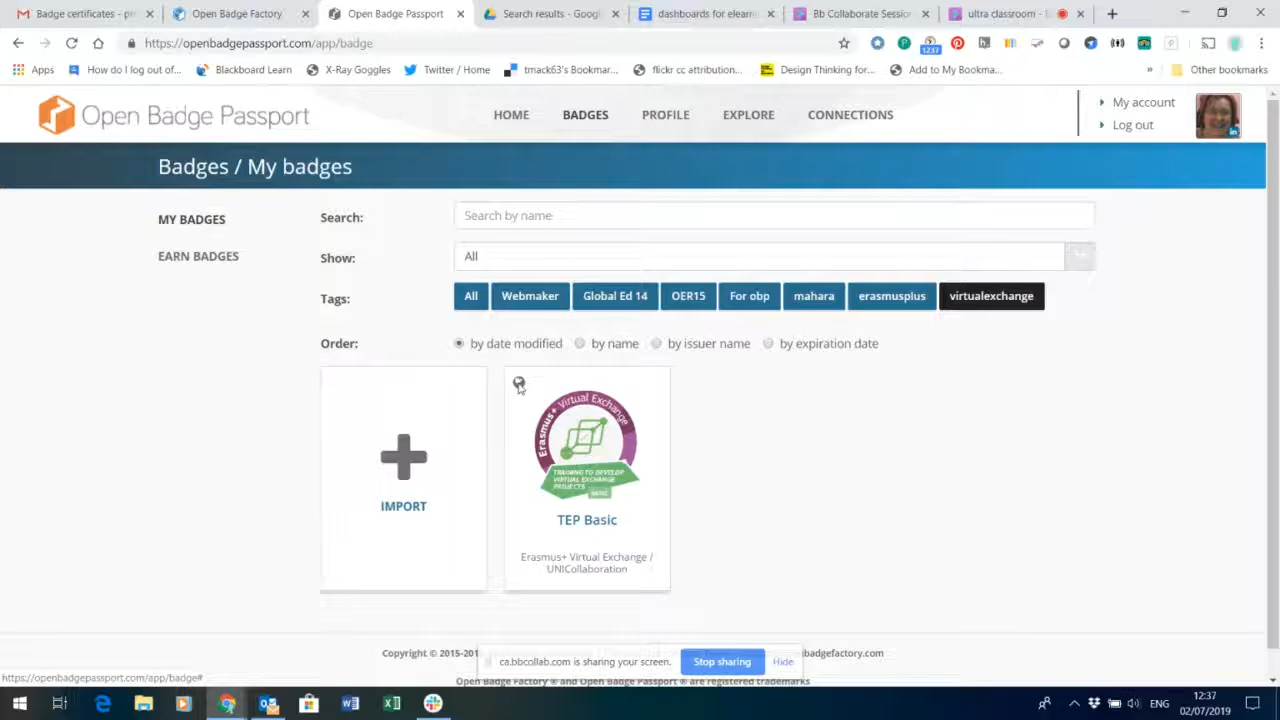 Badge certificates - p
Open Badge Factory
Open Badge Passport
Search results - Goog
dashboards for elearn
Bb Collaborate Sessio
ultra classroom - B
https://openbadgepassport.com/app/badge
1237
Apps
How do I log out of...
Blackboard Learn
X-Ray Goggles
Twitter / Home
tmack63's Bookmar...
flickr cc attribution...
Design Thinking for...
Add to My Bookma...
»
Other bookmarks
Open Badge Passport
HOME
BADGES
PROFILE
EXPLORE
CONNECTIONS
My account
Log out
Badges / My badges
MY BADGES
EARN BADGES
Search:
Search by name
Show:
All
Tags:
All
Webmaker
Global Ed 14
OER15
For obp
mahara
erasmusplus
virtualexchange
Order:
by date modified
by name
by issuer name
by expiration date
IMPORT
Erasmus+ Virtual Exchange
TRAINING TO DEVELOP
VIRTUAL EXCHANGE
PROJECTS
BASIC
TEP Basic
Erasmus+ Virtual Exchange /
UNICollaboration
Copyright © 2015-201
badgefactory.com
ca.bbcollab.com is sharing your screen.
Stop sharing
Hide
https://openbadgepassport.com/app/badge#
Open Badge Factory ® and Open Badge Passport ® are registered trademarks
ENG
12:37
02/07/2019